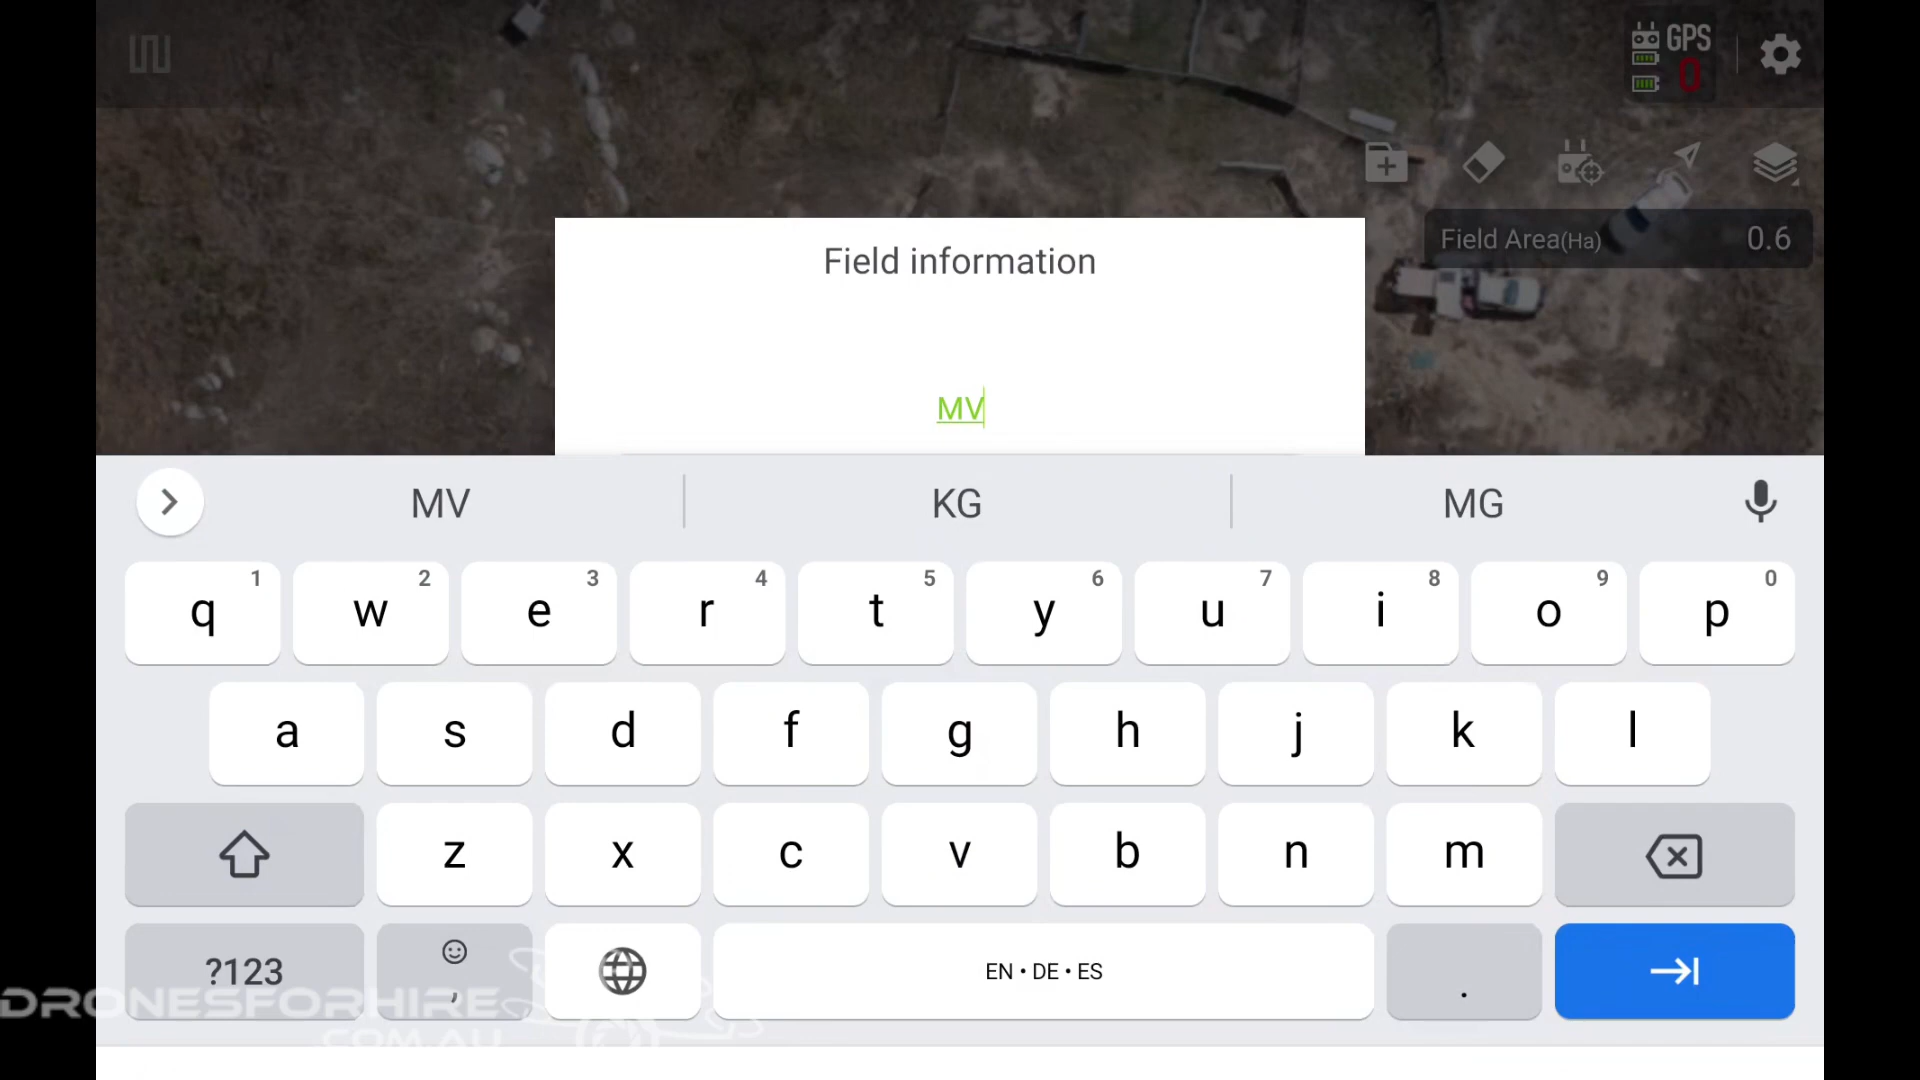 GPS
0
Field Area(Ha) 0.6
Field information
MV
MV KG MG
q 1 w 2 e 3 r 4 t 5 y 6 u 7 i 8 o 9 p 0
a s d f g h j k l
z x c v b n m
?123 , EN • DE • ES .
DRONESFORHIRE
COM.AU